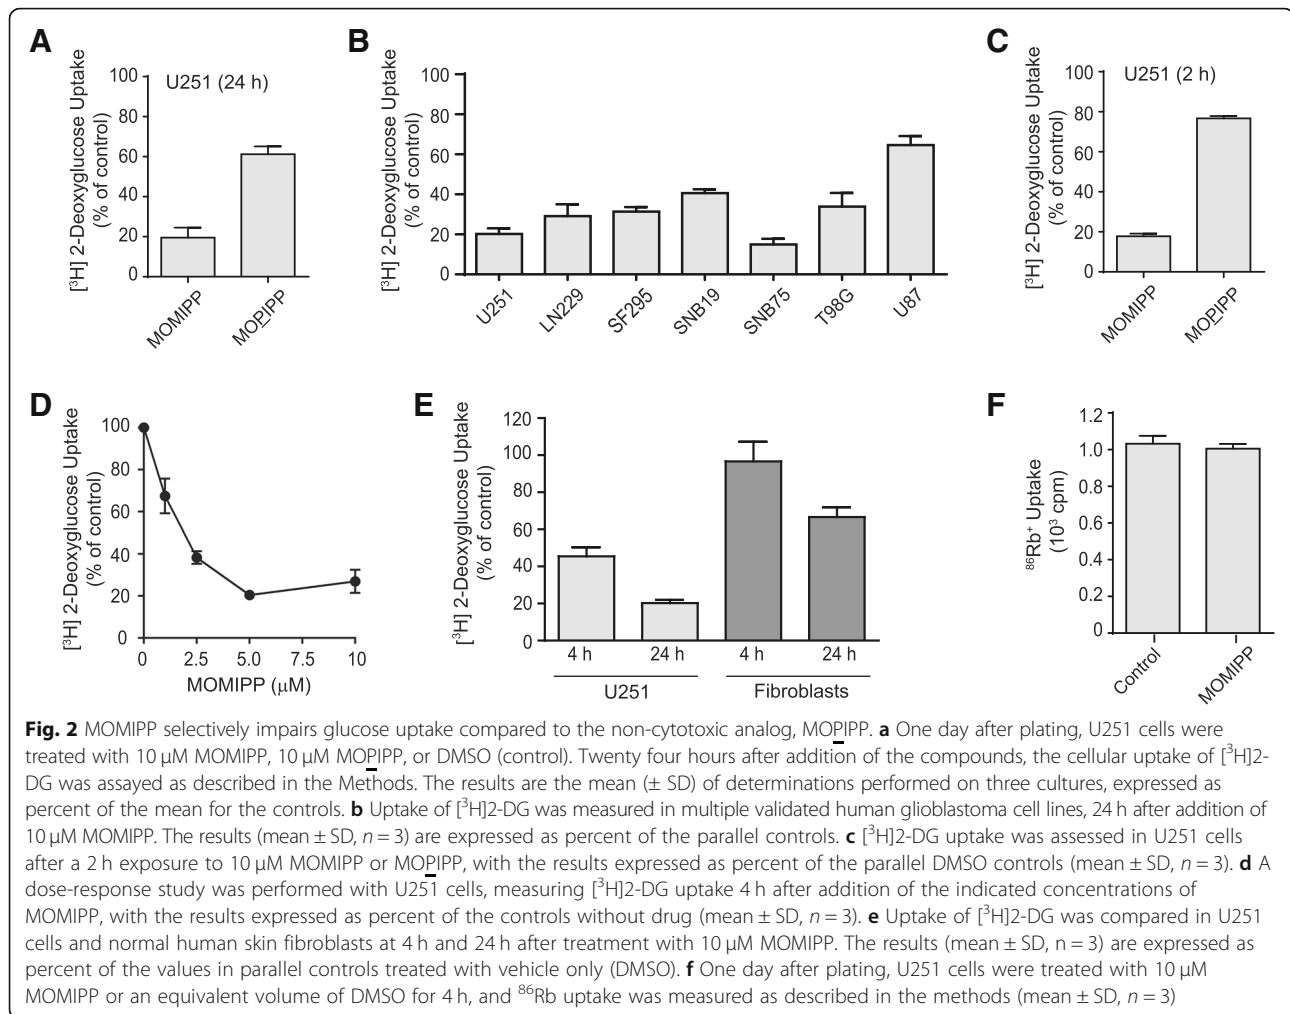 A
[³H] 2-Deoxyglucose Uptake
(% of control)
100
80
60
40
20
0
U251 (24 h)
MOMIPP
MOPIPP
B
[³H] 2-Deoxyglucose Uptake
(% of control)
100
80
60
40
20
0
U251
LN229
SF295
SNB19
SNB75
T98G
U87
C
[³H] 2-Deoxyglucose Uptake
(% of control)
100
80
60
40
20
0
U251 (2 h)
MOMIPP
MOPIPP
D
[³H] 2-Deoxyglucose Uptake
(% of control)
100
80
60
40
20
0
0 2.5 5.0 7.5 10
MOMIPP (μM)
E
[³H] 2-Deoxyglucose Uptake
(% of control)
120
100
80
60
40
20
0
4 h 24 h 4 h 24 h
U251 Fibroblasts
F
⁸⁶Rb⁺ Uptake
(10³ cpm)
1.2
1.0
0.8
0.6
0.4
0.2
0
Control
MOMIPP
Fig. 2 MOMIPP selectively impairs glucose uptake compared to the non-cytotoxic analog, MOPIPP. a One day after plating, U251 cells were
treated with 10 μM MOMIPP, 10 μM MOPIPP, or DMSO (control). Twenty four hours after addition of the compounds, the cellular uptake of [³H]2-
DG was assayed as described in the Methods. The results are the mean (± SD) of determinations performed on three cultures, expressed as
percent of the mean for the controls. b Uptake of [³H]2-DG was measured in multiple validated human glioblastoma cell lines, 24 h after addition of
10 μM MOMIPP. The results (mean ± SD, n = 3) are expressed as percent of the parallel controls. c [³H]2-DG uptake was assessed in U251 cells
after a 2 h exposure to 10 μM MOMIPP or MOPIPP, with the results expressed as percent of the parallel DMSO controls (mean ± SD, n = 3). d A
dose-response study was performed with U251 cells, measuring [³H]2-DG uptake 4 h after addition of the indicated concentrations of
MOMIPP, with the results expressed as percent of the controls without drug (mean ± SD, n = 3). e Uptake of [³H]2-DG was compared in U251
cells and normal human skin fibroblasts at 4 h and 24 h after treatment with 10 μM MOMIPP. The results (mean ± SD, n = 3) are expressed as
percent of the values in parallel controls treated with vehicle only (DMSO). f One day after plating, U251 cells were treated with 10 μM
MOMIPP or an equivalent volume of DMSO for 4 h, and ⁸⁶Rb uptake was measured as described in the methods (mean ± SD, n = 3)